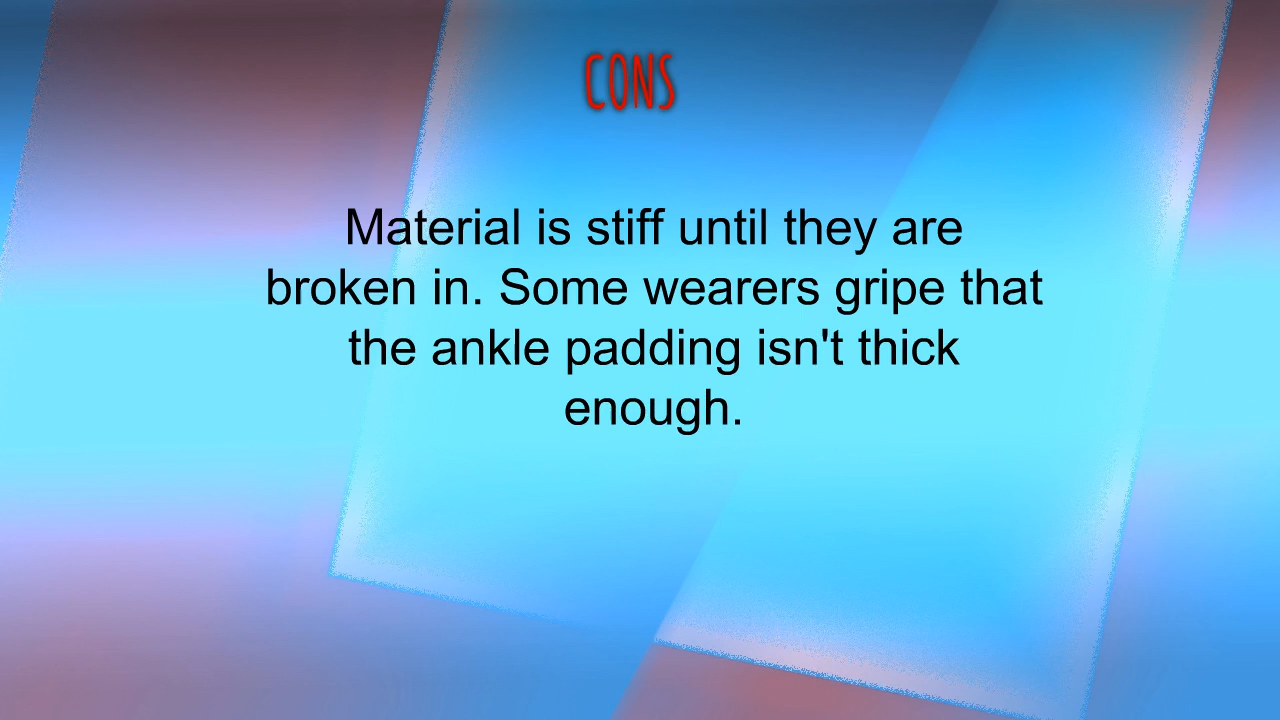 CONS
Material is stiff until they are
broken in. Some wearers gripe that
the ankle padding isn't thick
enough.